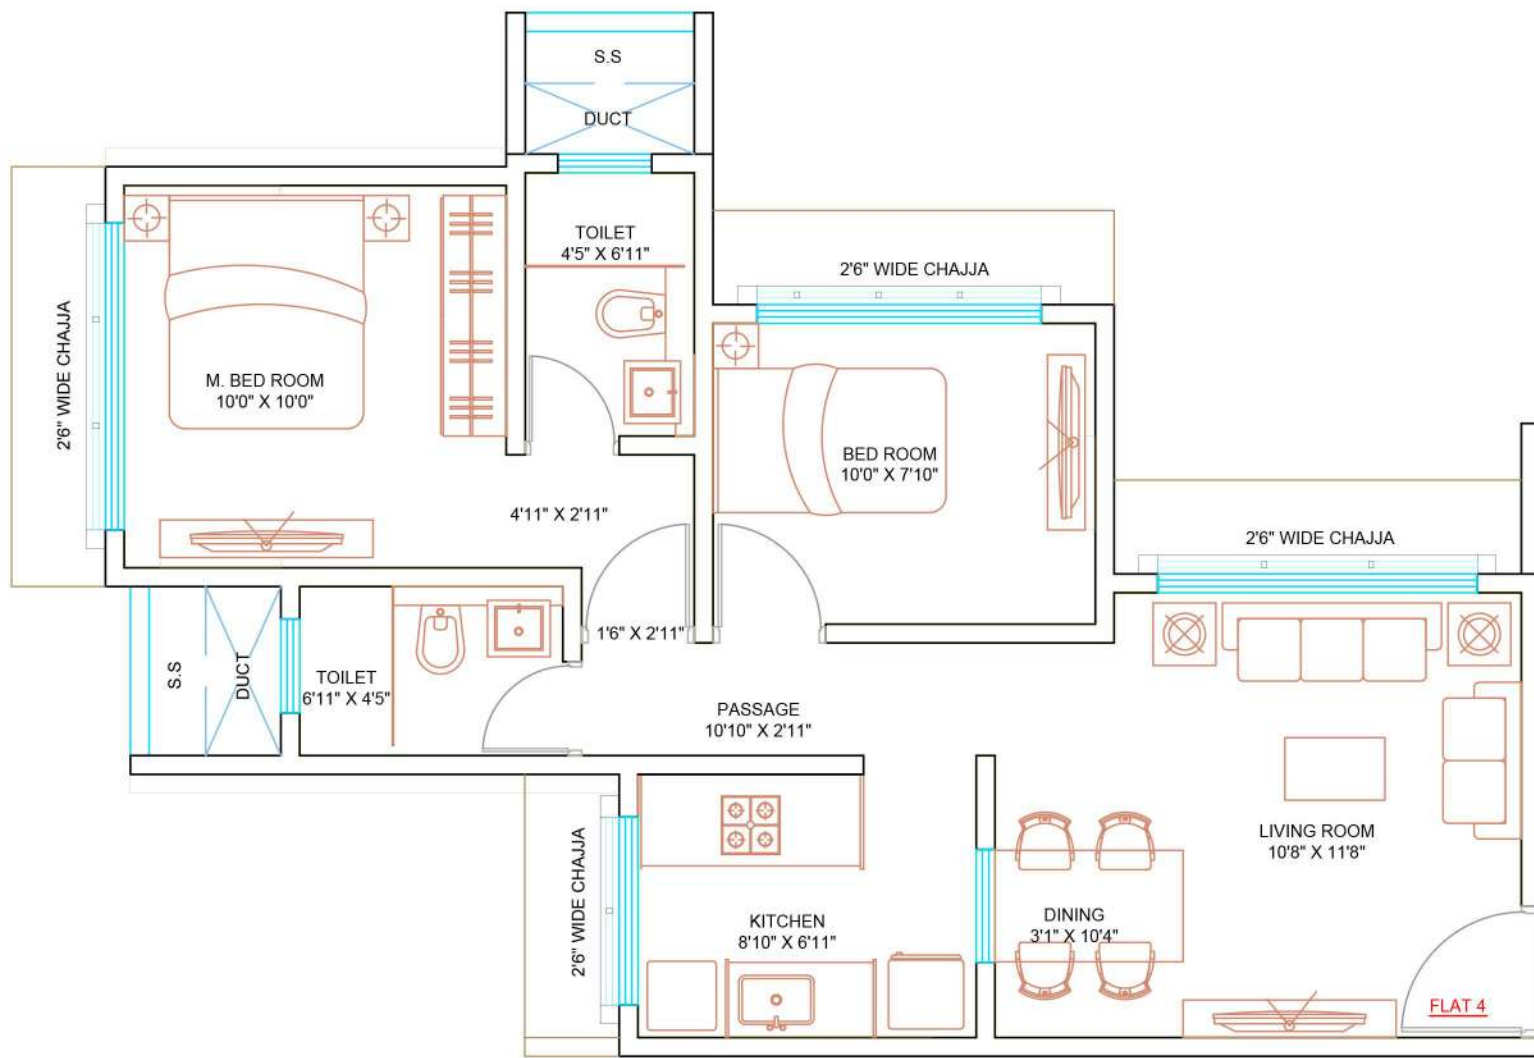 S.S
DUCT
TOILET
4'5" X 6'11"
2'6" WIDE CHAJJA
2'6" WIDE CHAJJA
M. BED ROOM
10'0" X 10'0"
BED ROOM
10'0" X 7'10"
4'11" X 2'11"
2'6" WIDE CHAJJA
1'6" X 2'11"
S.S
DUCT
TOILET
6'11" X 4'5"
PASSAGE
10'10" X 2'11"
LIVING ROOM
10'8" X 11'8"
2'6" WIDE CHAJJA
KITCHEN
8'10" X 6'11"
DINING
3'1" X 10'4"
FLAT 4